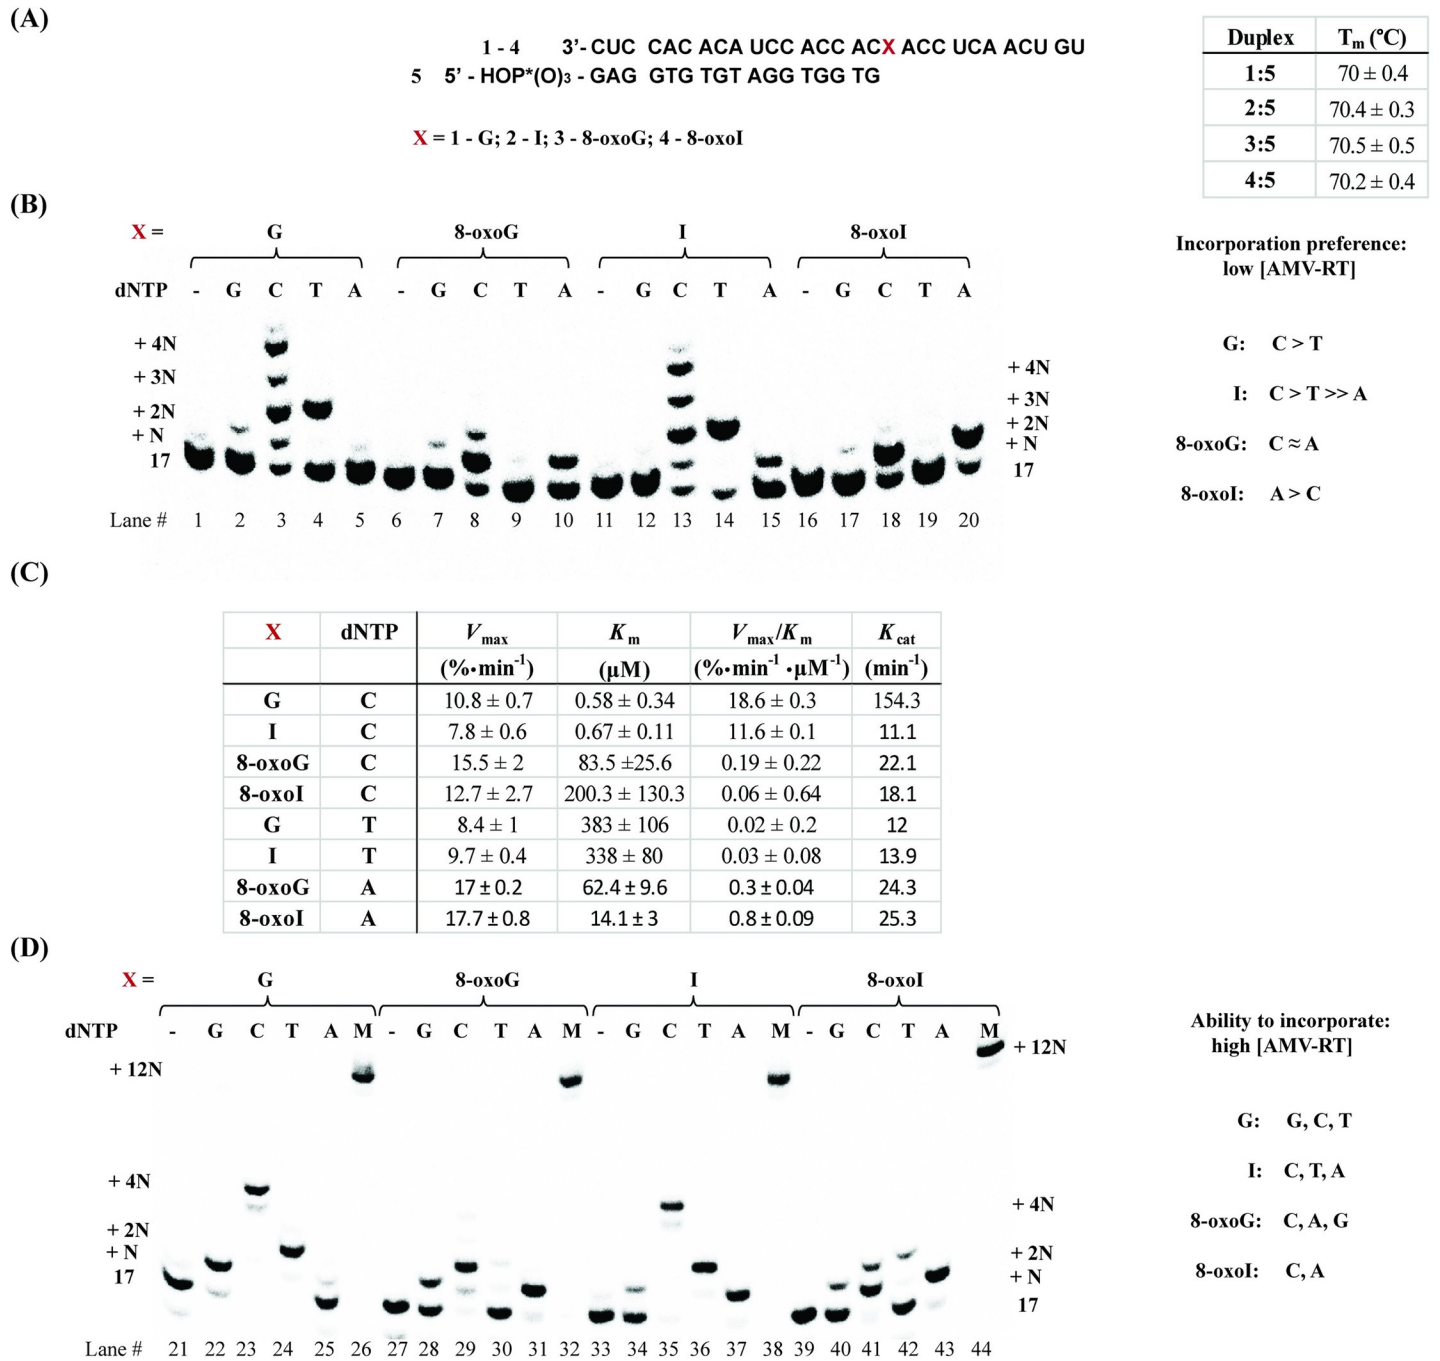 (A)
1 - 4 3’- CUC CAC ACA UCC ACC ACX ACC UCA ACU GU
5 5’ - HOP*(O)3 - GAG GTG TGT AGG TGG TG
X = 1 - G; 2 - I; 3 - 8-oxoG; 4 - 8-oxoI
Duplex Tm (°C)
1:5 70 ± 0.4
2:5 70.4 ± 0.3
3:5 70.5 ± 0.5
4:5 70.2 ± 0.4
(B)
X = G 8-oxoG I 8-oxoI
dNTP - G C T A - G C T A - G C T A - G C T A
+ 4N
+ 3N
+ 2N
+ N
17
+ 4N
+ 3N
+ 2N
+ N
17
Lane # 1 2 3 4 5 6 7 8 9 10 11 12 13 14 15 16 17 18 19 20
Incorporation preference:
low [AMV-RT]
G: C > T
I: C > T >> A
8-oxoG: C ≈ A
8-oxoI: A > C
(C)
X dNTP Vmax Km Vmax/Km Kcat
(%•min-1) (µM) (%•min-1 •µM-1) (min-1)
G C 10.8 ± 0.7 0.58 ± 0.34 18.6 ± 0.3 154.3
I C 7.8 ± 0.6 0.67 ± 0.11 11.6 ± 0.1 11.1
8-oxoG C 15.5 ± 2 83.5 ±25.6 0.19 ± 0.22 22.1
8-oxoI C 12.7 ± 2.7 200.3 ± 130.3 0.06 ± 0.64 18.1
G T 8.4 ± 1 383 ± 106 0.02 ± 0.2 12
I T 9.7 ± 0.4 338 ± 80 0.03 ± 0.08 13.9
8-oxoG A 17 ± 0.2 62.4 ± 9.6 0.3 ± 0.04 24.3
8-oxoI A 17.7 ± 0.8 14.1 ± 3 0.8 ± 0.09 25.3
(D)
X = G 8-oxoG I 8-oxoI
dNTP - G C T A M - G C T A M - G C T A M - G C T A M
+ 12N
+ 4N
+ 2N
+ N
17
+ 12N
+ 4N
+ 2N
+ N
17
Lane # 21 22 23 24 25 26 27 28 29 30 31 32 33 34 35 36 37 38 39 40 41 42 43 44
Ability to incorporate:
high [AMV-RT]
G: G, C, T
I: C, T, A
8-oxoG: C, A, G
8-oxoI: C, A